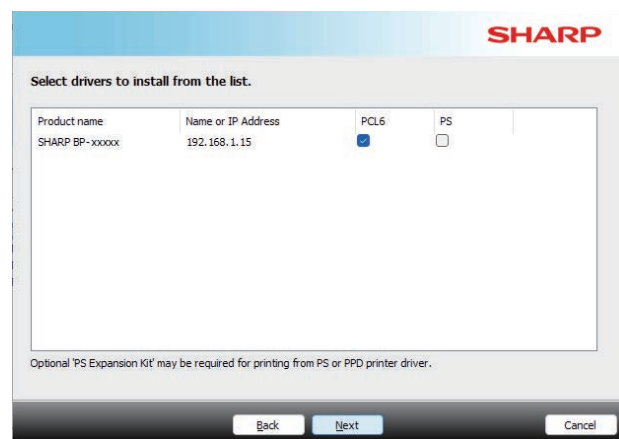 SHARP
Select drivers to install from the list.
Product name Name or IP Address PCL6 PS
SHARP BP-xxxxx 192.168.1.15
Optional 'PS Expansion Kit' may be required for printing from PS or PPD printer driver.
Back Next Cancel